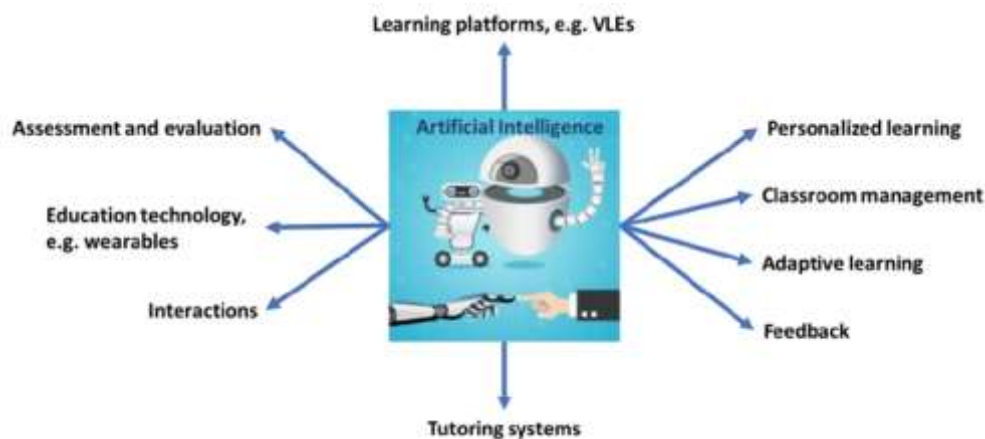 Learning platforms, e.g. VLEs
Artificial Intelligence
Assessment and evaluation
Education technology,
e.g. wearables
Interactions
Personalized learning
Classroom management
Adaptive learning
Feedback
Tutoring systems